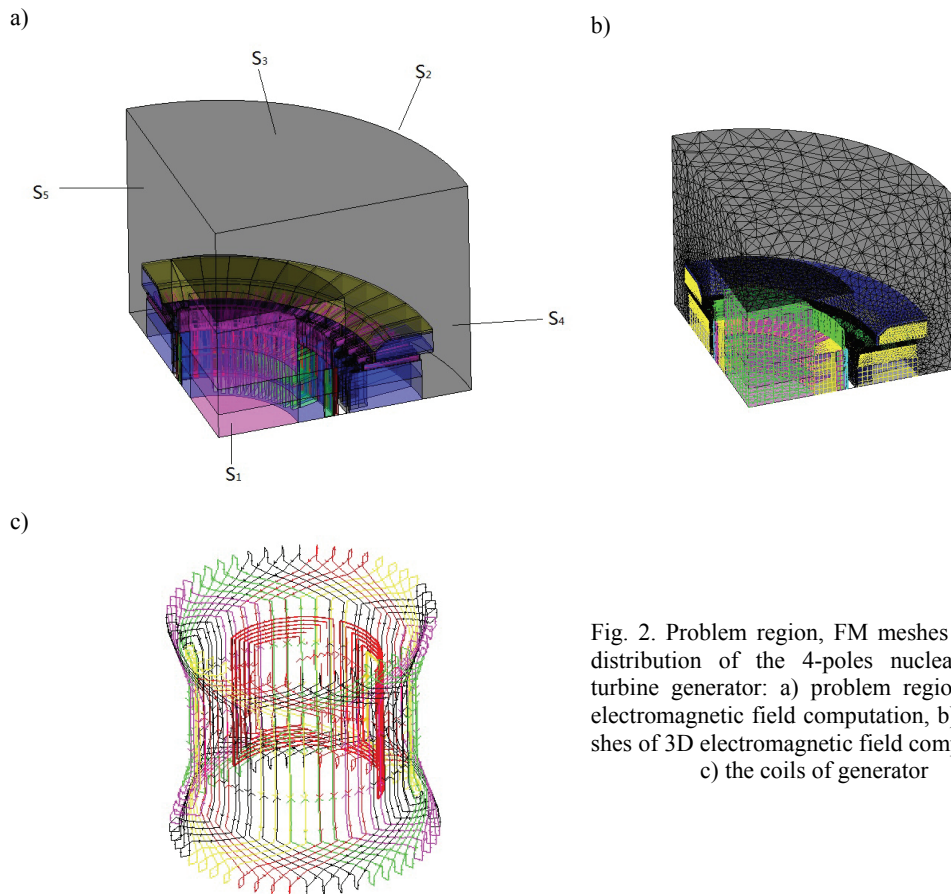 a)
b)
S3
S2
S5
S4
S1
c)
Fig. 2. Problem region, FM meshes
distribution of the 4-poles nuclea
turbine generator: a) problem regio
electromagnetic field computation, b)
shes of 3D electromagnetic field comp
c) the coils of generator